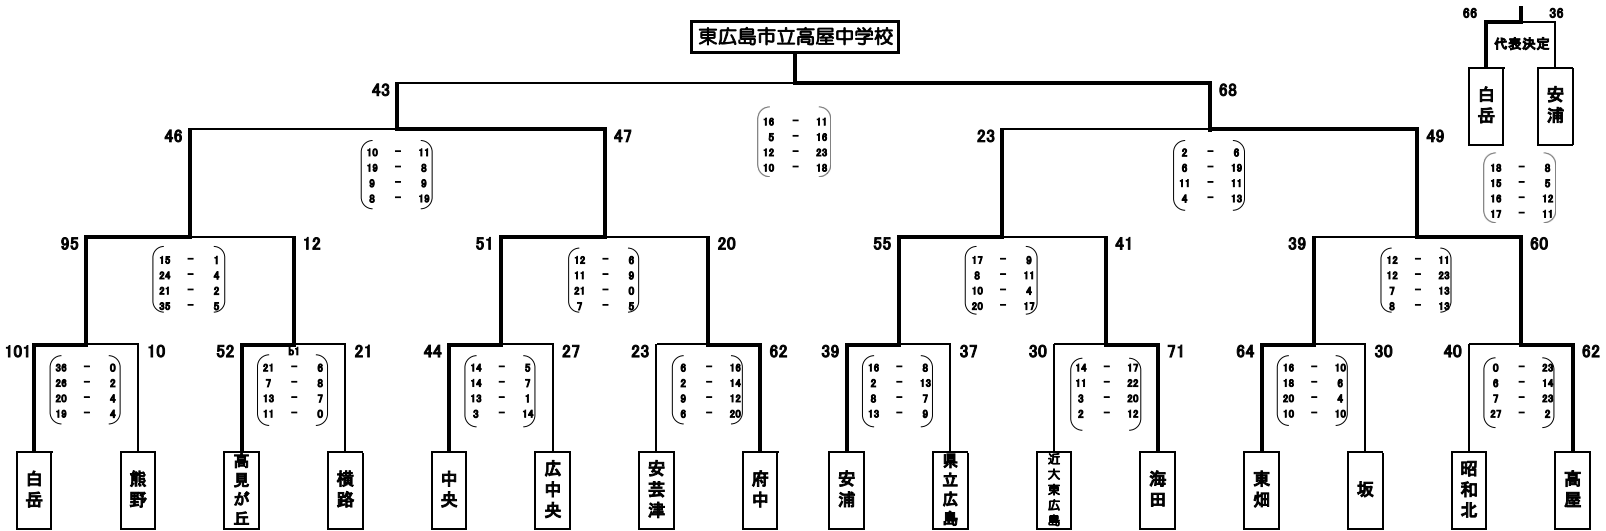 東広島市立高屋中学校
66 36
代表決定
白岳 安浦
18 - 8
15 - 5
16 - 12
17 - 11
43 68
16 - 11
5 - 16
12 - 23
10 - 18
46 47 23 49
10 - 11
19 - 8
9 - 9
8 - 19
2 - 6
6 - 19
11 - 11
4 - 13
95 12 51 20 55 41 39 60
15 - 1
24 - 4
21 - 2
35 - 5
12 - 6
11 - 9
21 - 0
7 - 5
17 - 9
8 - 11
10 - 4
20 - 17
12 - 11
12 - 23
7 - 13
8 - 13
101 10 52 b1 21 44 27 23 62 39 37 30 71 64 30 40 62
36 - 0
26 - 2
20 - 4
19 - 4
21 - 6
7 - 8
13 - 7
11 - 0
14 - 5
14 - 7
13 - 1
3 - 14
6 - 16
2 - 14
9 - 12
6 - 20
16 - 8
2 - 13
8 - 7
13 - 9
14 - 17
11 - 22
3 - 20
2 - 12
16 - 10
18 - 6
20 - 4
10 - 10
0 - 23
6 - 14
7 - 23
27 - 2
白岳
熊野
高見が丘
横路
中央
広中央
安芸津
府中
安浦
県立広島
近大東広島
海田
東畑
坂
昭和北
高屋